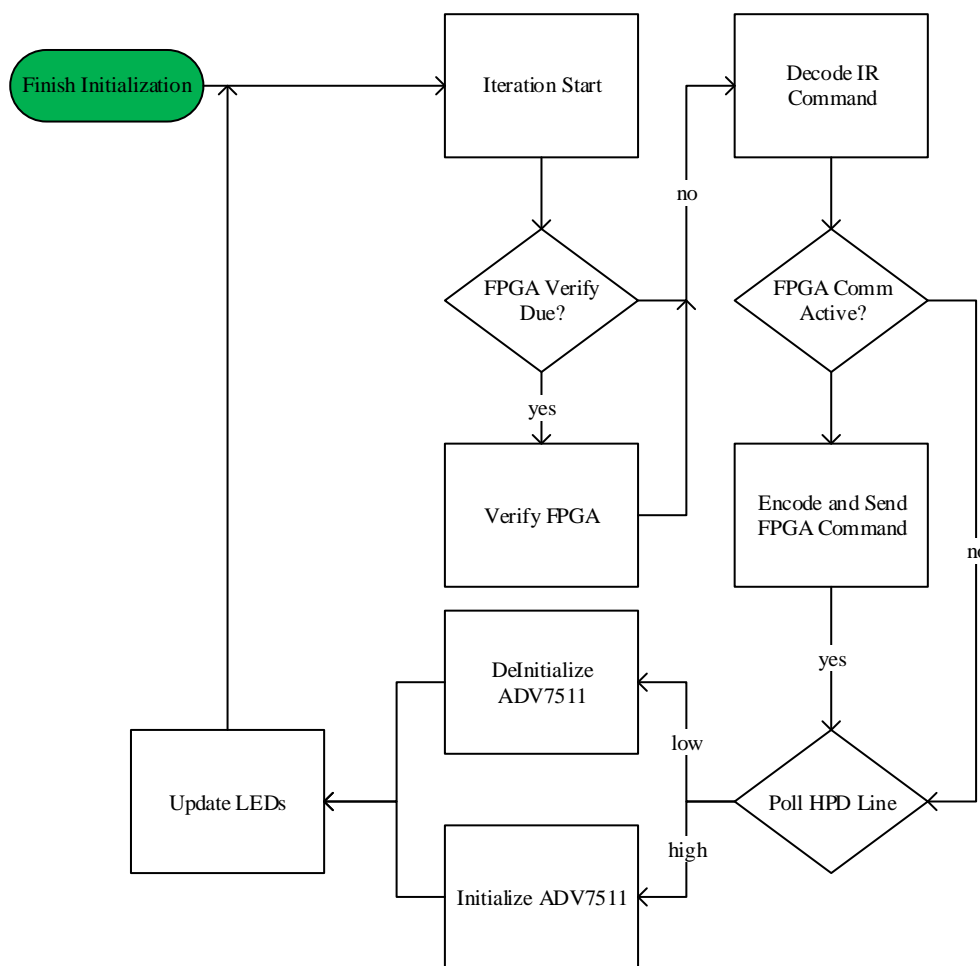 Finish Initialization
Iteration Start
Decode IR
Command
no
FPGA Verify
Due?
FPGA Comm
Active?
yes
Verify FPGA
Encode and Send
FPGA Command
no
yes
DeInitialize
ADV7511
low
Update LEDs
Poll HPD Line
high
Initialize ADV7511